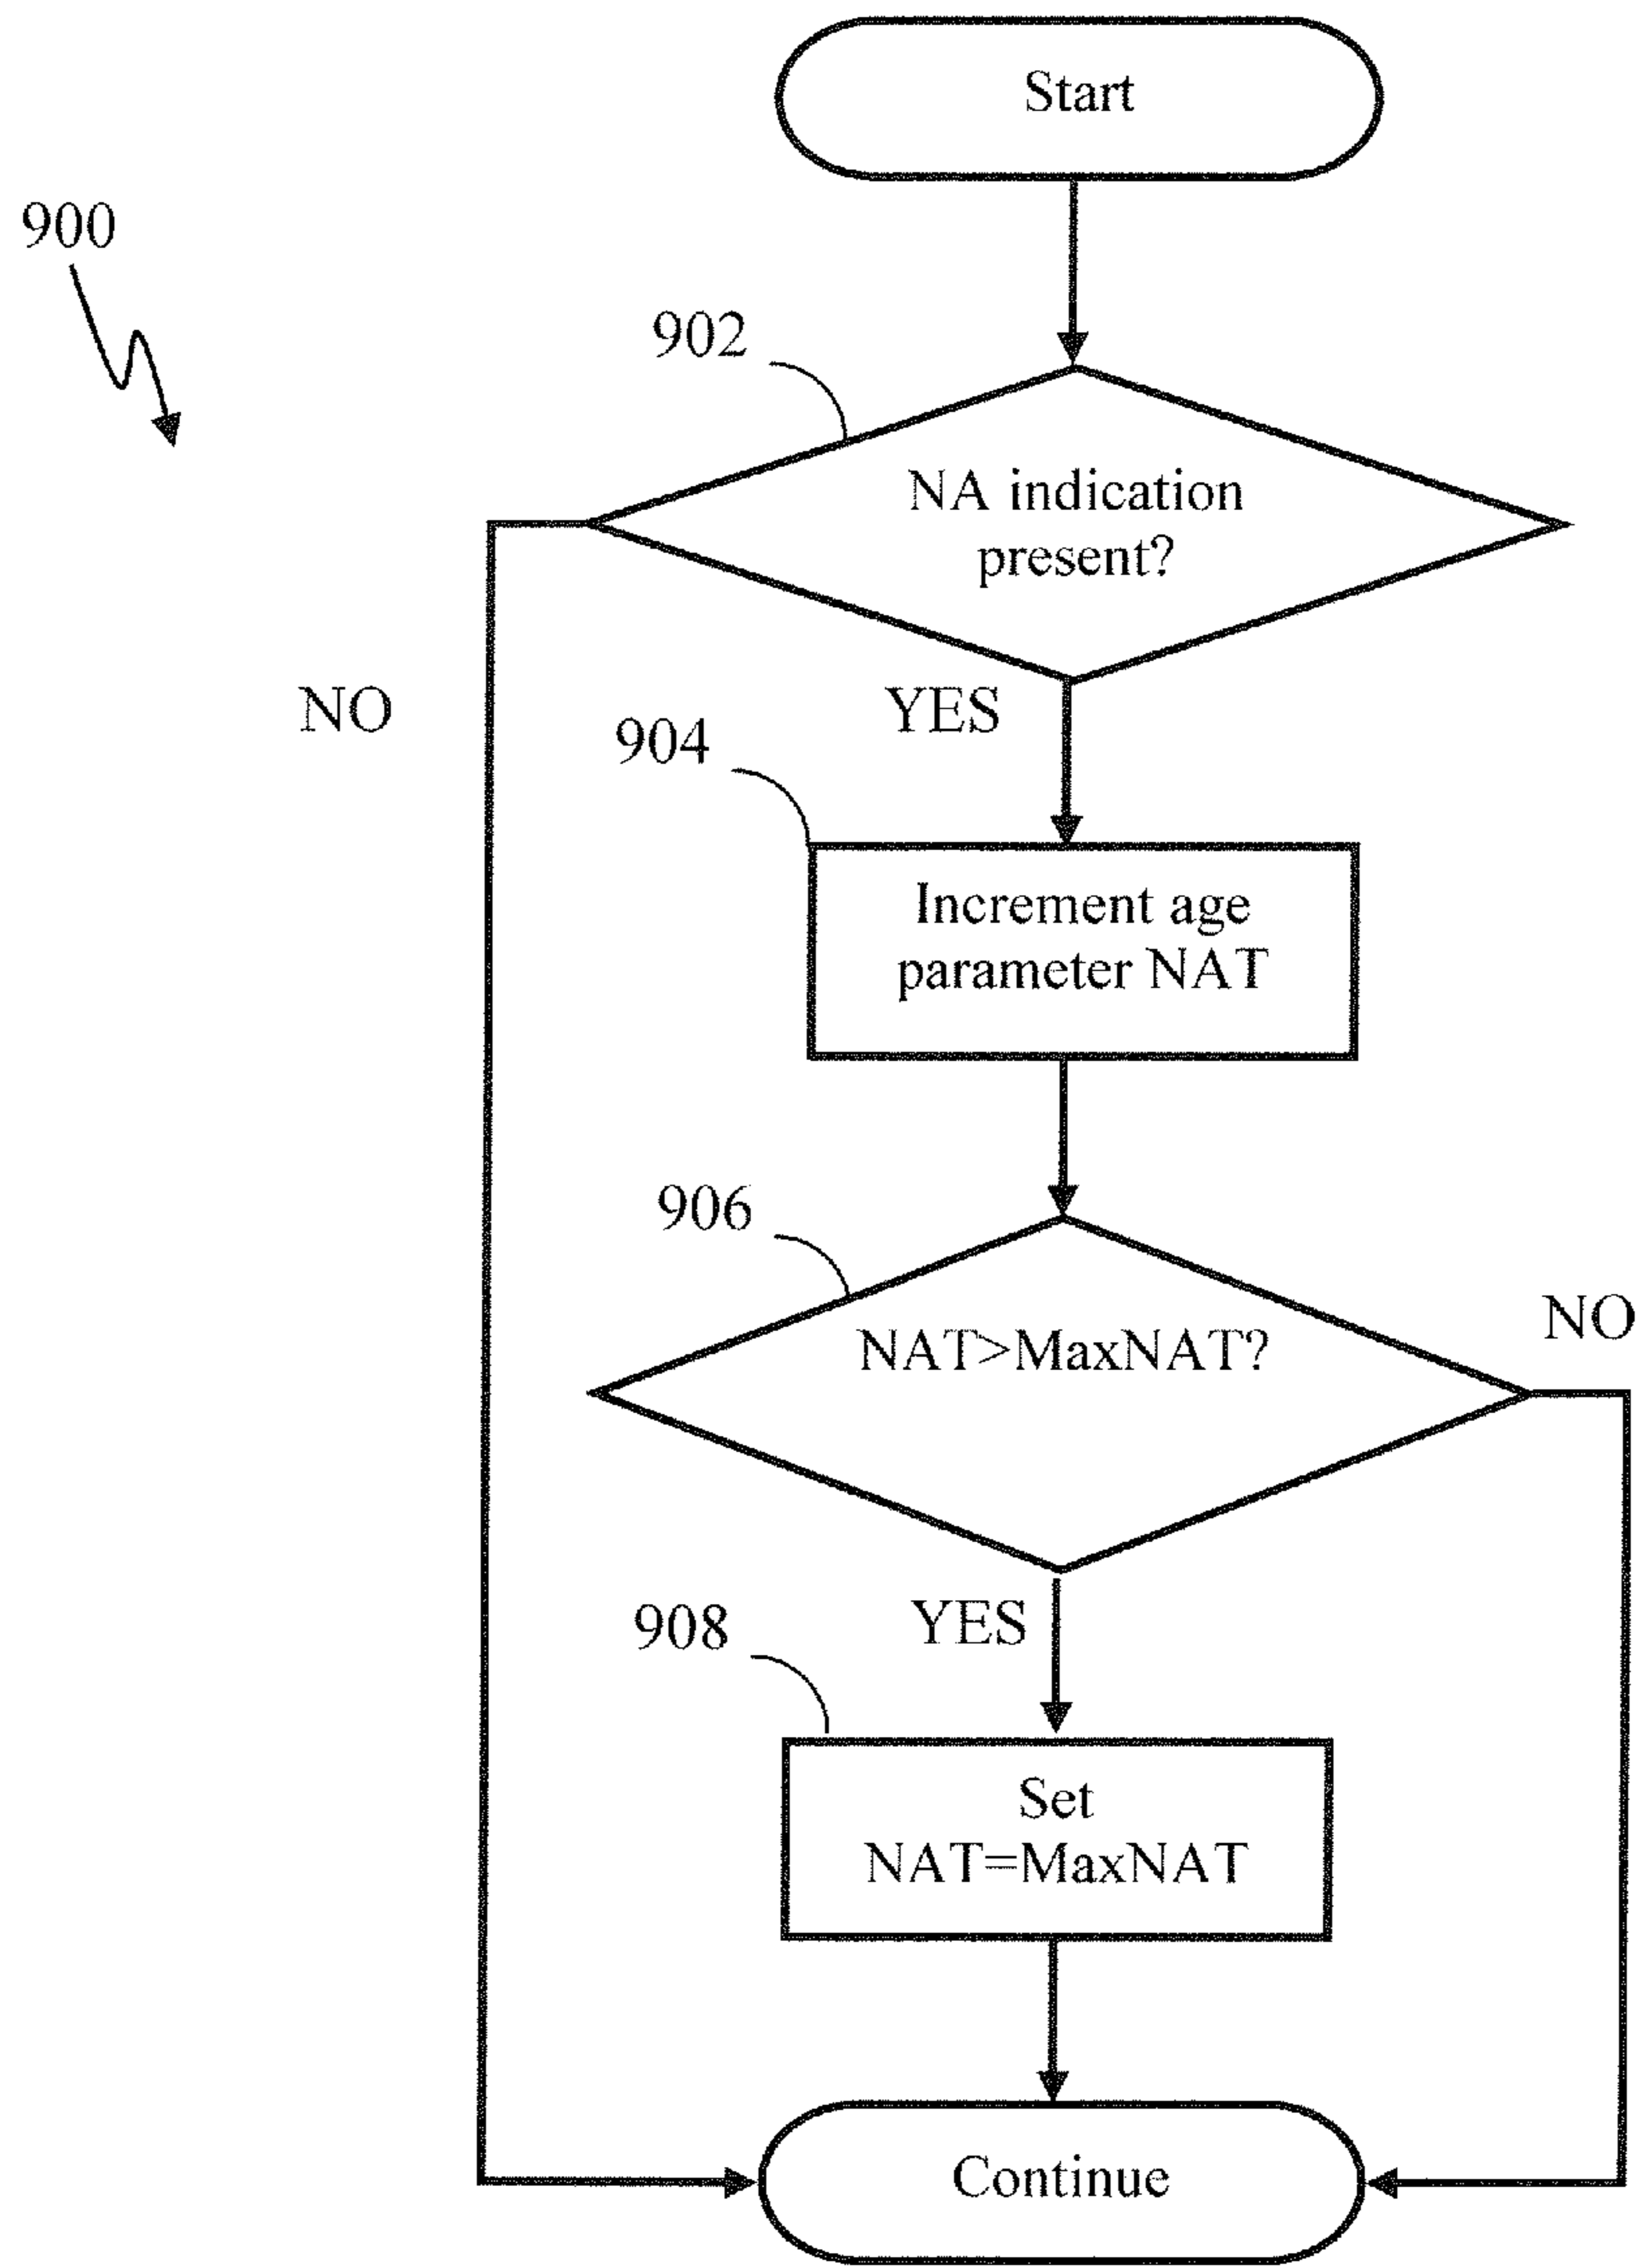 Start
900
902
NA indication
present?
NO
YES
904
Increment age
parameter NAT
906
NAT>MaxNAT?
NO
YES
908
Set
NAT=MaxNAT
Continue